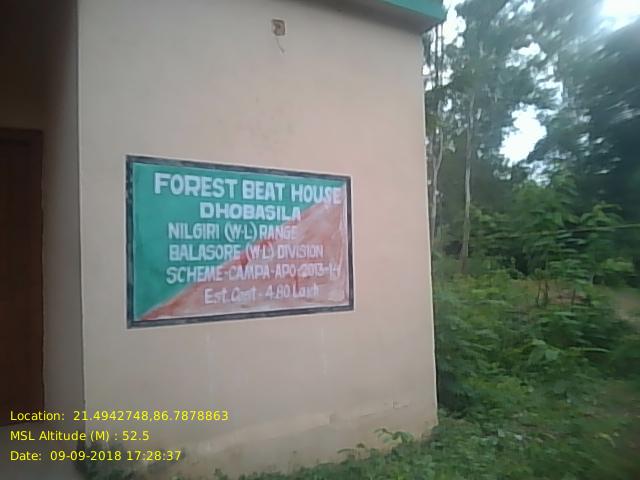 FOREST BEAT HOUSE
DHOBASILA
NILGIRI (W·L) RANGE
BALASORE (W·L) DIVISION
SCHEME-CAMPA-APO-2013-14
Est. Cost - 4.80 Lakh
Location: 21.4942748,86.7878863
MSL Altitude (M) : 52.5
Date: 09-09-2018 17:28:37